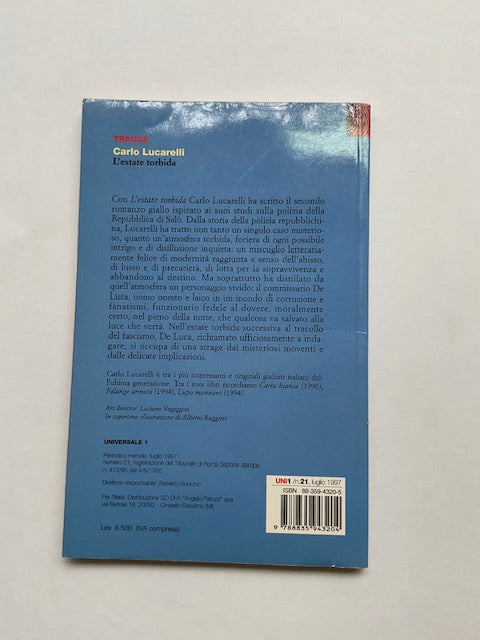 TRACCE
Carlo Lucarelli
L'estate torbida
Con L'estate torbida Carlo Lucarelli ha scritto il secondo
romanzo giallo ispirato ai suoi studi sulla polizia della
Repubblica di Salò. Dalla storia della polizia repubblichi-
na, Lucarelli ha tratto non tanto un singolo caso misterio-
so, quanto un'atmosfera torbida, foriera di ogni possibile
intrigo e di disillusione inquieta: un miscuglio letteraria-
mente felice di modernità raggiunta e senso dell'abisso,
di lusso e di precarietà, di lotta per la sopravvivenza e
abbandono al destino. Ma soprattutto ha distillato da
quell'atmosfera un personaggio vivido: il commissario De
Luca, uomo onesto e laico in un mondo di corruzione e
fanatismi, funzionario fedele al dovere, moralmente
certo, nel pieno della notte, che qualcosa va salvato alla
luce che verrà. Nell'estate torbida successiva al tracollo
del fascismo, De Luca, richiamato ufficiosamente a inda-
gare, si occupa di una strage dai misteriosi moventi e
dalle delicate implicazioni.
Carlo Lucarelli è tra i più interessanti e originali giallisti italiani del-
l'ultima generazione. Tra i suoi libri ricordiamo Carta bianca (1990),
Falange armata (1994), Lupo mannaro (1994).
Art director: Luciano Vagaggini
In copertina: illustrazione di Alberto Ruggieri
UNIVERSALE 1
Periodico mensile, luglio 1997
numero 21, registrazione del Tribunale di Roma Sezione stampa
n. 412/95 del 4/8/1995
Direttore responsabile: Roberto Bonchio
Per l'Italia: Distribuzione SO.DI.P. "Angelo Patuzzi" spa
via Bettola 18, 20092 - Cinisello Balsamo (MI)
Lire 6.500 (IVA compresa)
UNI1 /n.21, luglio 1997
ISBN 88-359-4320-5
9 788835 943204